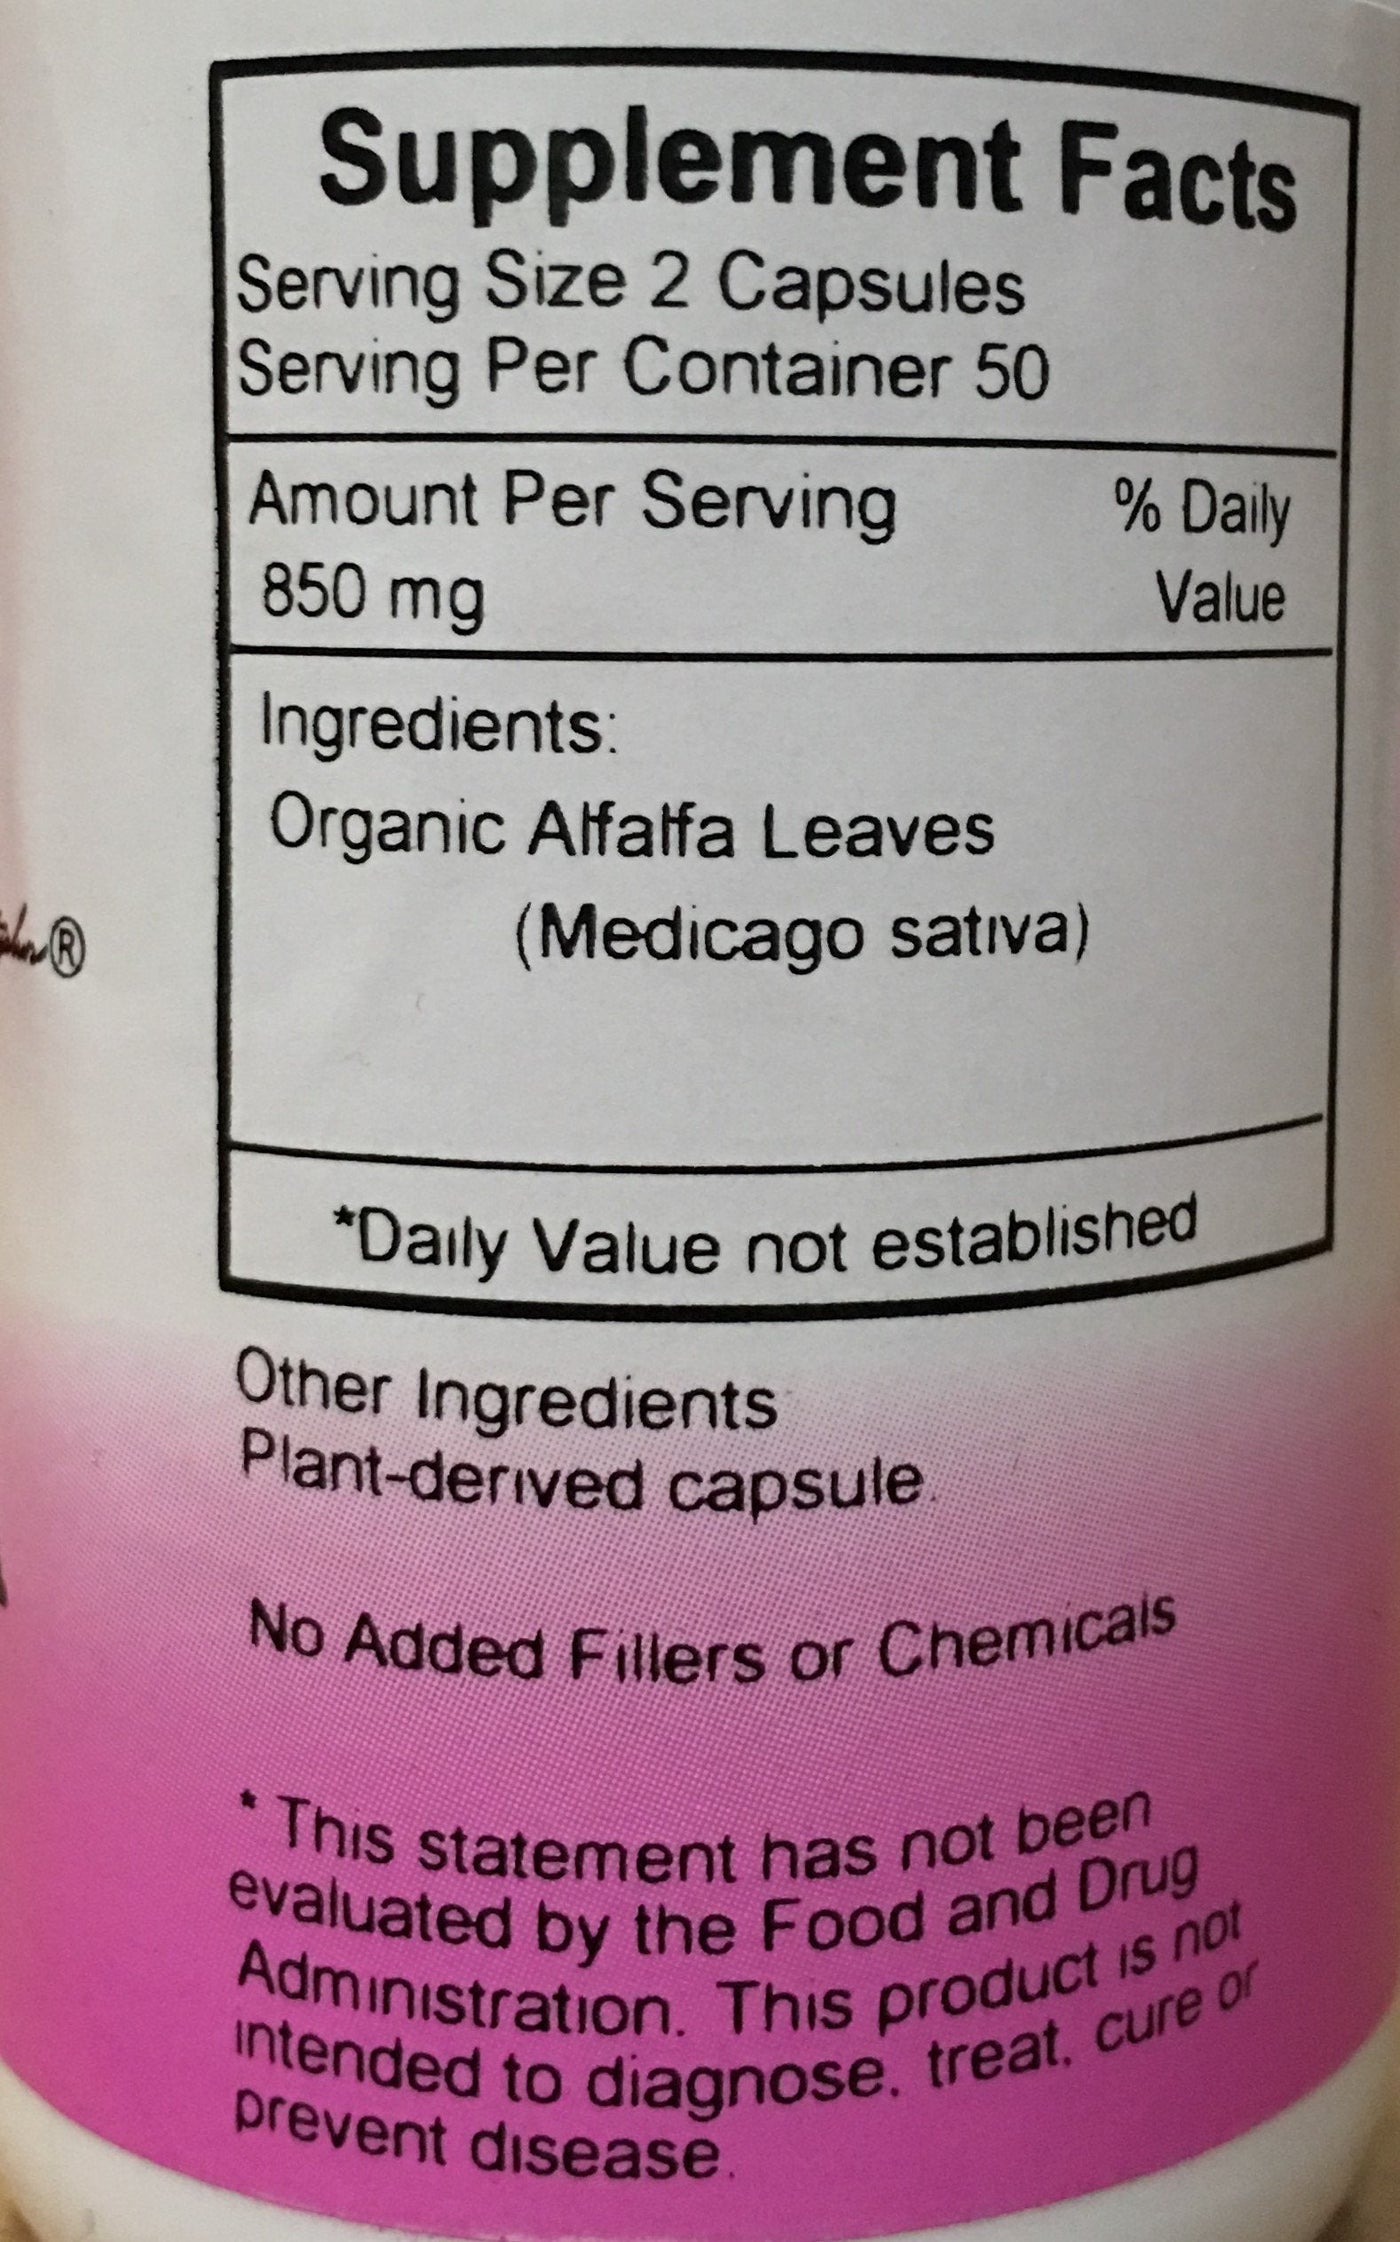 Supplement Facts
Serving Size 2 Capsules
Serving Per Container 50
Amount Per Serving % Daily
850 mg Value
Ingredients:
Organic Alfalfa Leaves
(Medicago sativa)
®
*Daily Value not established
Other Ingredients
Plant-derived capsule.
No Added Fillers or Chemicals
* This statement has not been
evaluated by the Food and Drug
Administration. This product is not
intended to diagnose, treat, cure or
prevent disease.